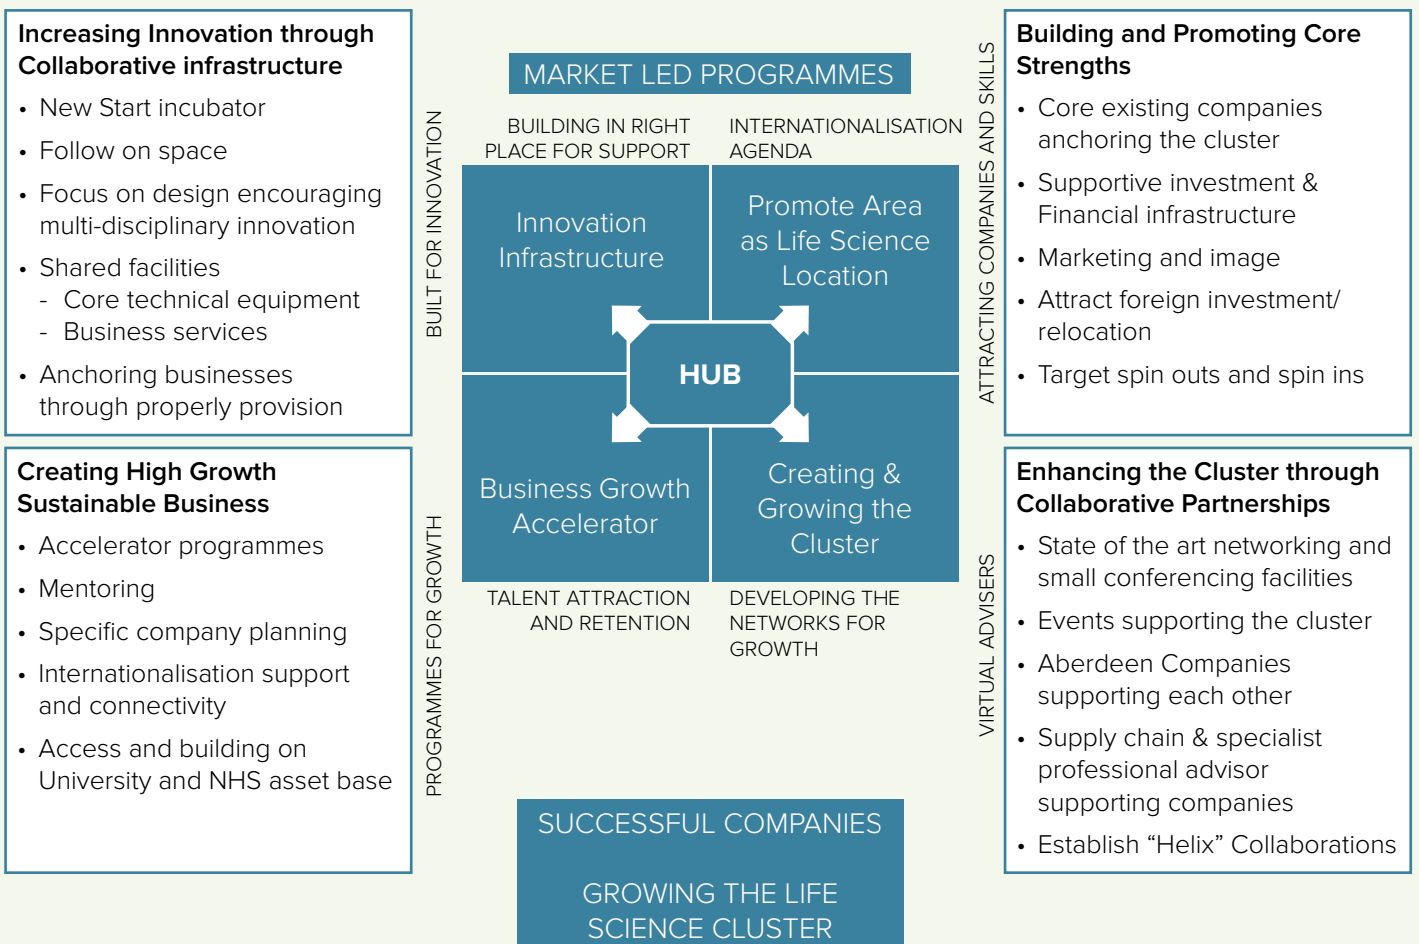 Increasing Innovation through
Collaborative infrastructure
• New Start incubator
• Follow on space
• Focus on design encouraging
multi-disciplinary innovation
• Shared facilities
- Core technical equipment
- Business services
• Anchoring businesses
through properly provision
Creating High Growth
Sustainable Business
• Accelerator programmes
• Mentoring
• Specific company planning
• Internationalisation support
and connectivity
• Access and building on
University and NHS asset base
BUILT FOR INNOVATION
PROGRAMMES FOR GROWTH
MARKET LED PROGRAMMES
BUILDING IN RIGHT
PLACE FOR SUPPORT
INTERNATIONALISATION
AGENDA
Innovation
Infrastructure
Promote Area
as Life Science
Location
HUB
Business Growth
Accelerator
Creating &
Growing the
Cluster
TALENT ATTRACTION
AND RETENTION
DEVELOPING THE
NETWORKS FOR
GROWTH
SUCCESSFUL COMPANIES
GROWING THE LIFE
SCIENCE CLUSTER
ATTRACTING COMPANIES AND SKILLS
VIRTUAL ADVISERS
Building and Promoting Core
Strengths
• Core existing companies
anchoring the cluster
• Supportive investment &
Financial infrastructure
• Marketing and image
• Attract foreign investment/
relocation
• Target spin outs and spin ins
Enhancing the Cluster through
Collaborative Partnerships
• State of the art networking and
small conferencing facilities
• Events supporting the cluster
• Aberdeen Companies
supporting each other
• Supply chain & specialist
professional advisor
supporting companies
• Establish “Helix” Collaborations